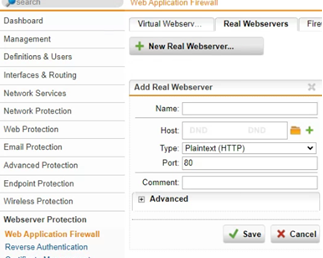 search
Web Application Firewall
Dashboard
Management
Definitions & Users
Interfaces & Routing
Network Services
Network Protection
Web Protection
Email Protection
Advanced Protection
Endpoint Protection
Wireless Protection
Webserver Protection
Web Application Firewall
Reverse Authentication
Virtual Webserv... Real Webservers Fire
+ New Real Webserver...
Add Real Webserver
Name:
Host: DND DND
Type: Plaintext (HTTP)
Port: 80
Comment:
Advanced
Save Cancel